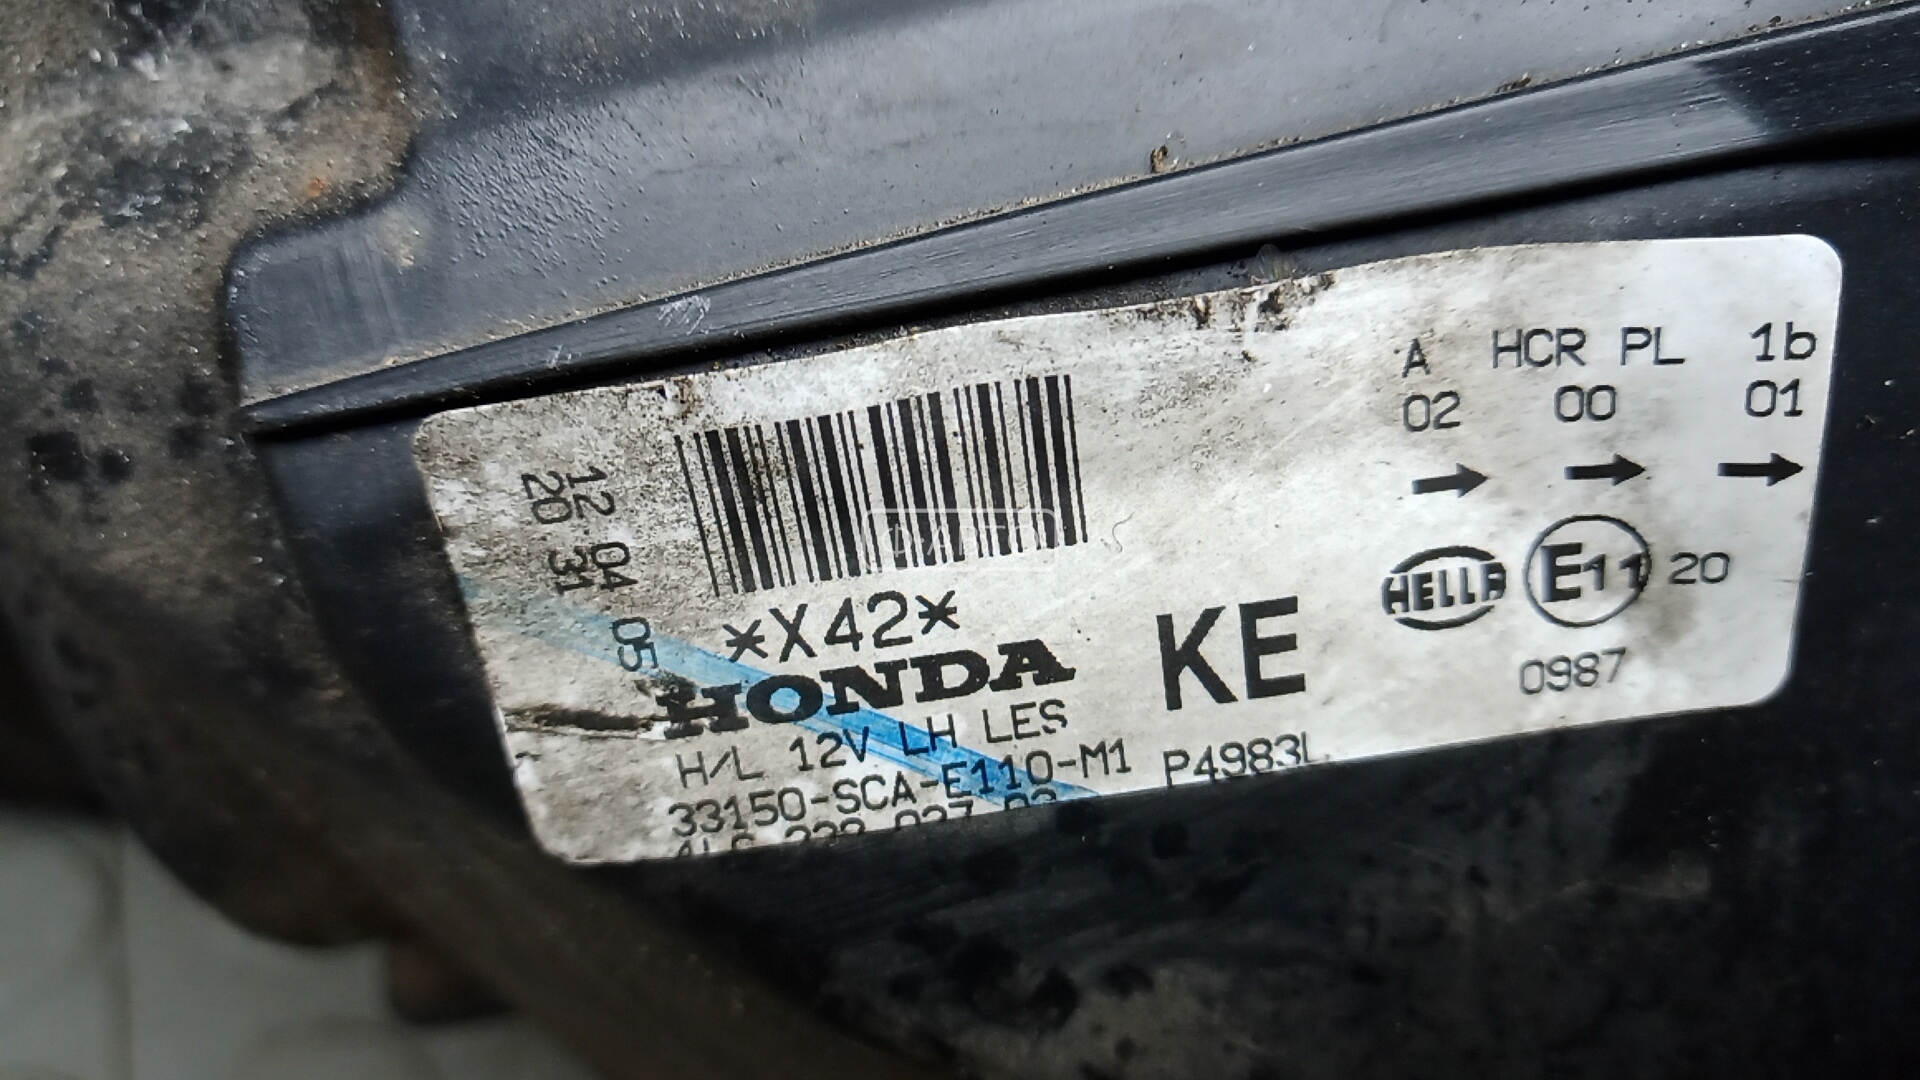 12 04 05
20 31
*X42*
HONDA
H/L 12V LH LES
33150-SCA-E110-M1
P4983L
KE
A HCR PL 1b
02 00 01
HELLA E11 20
0987